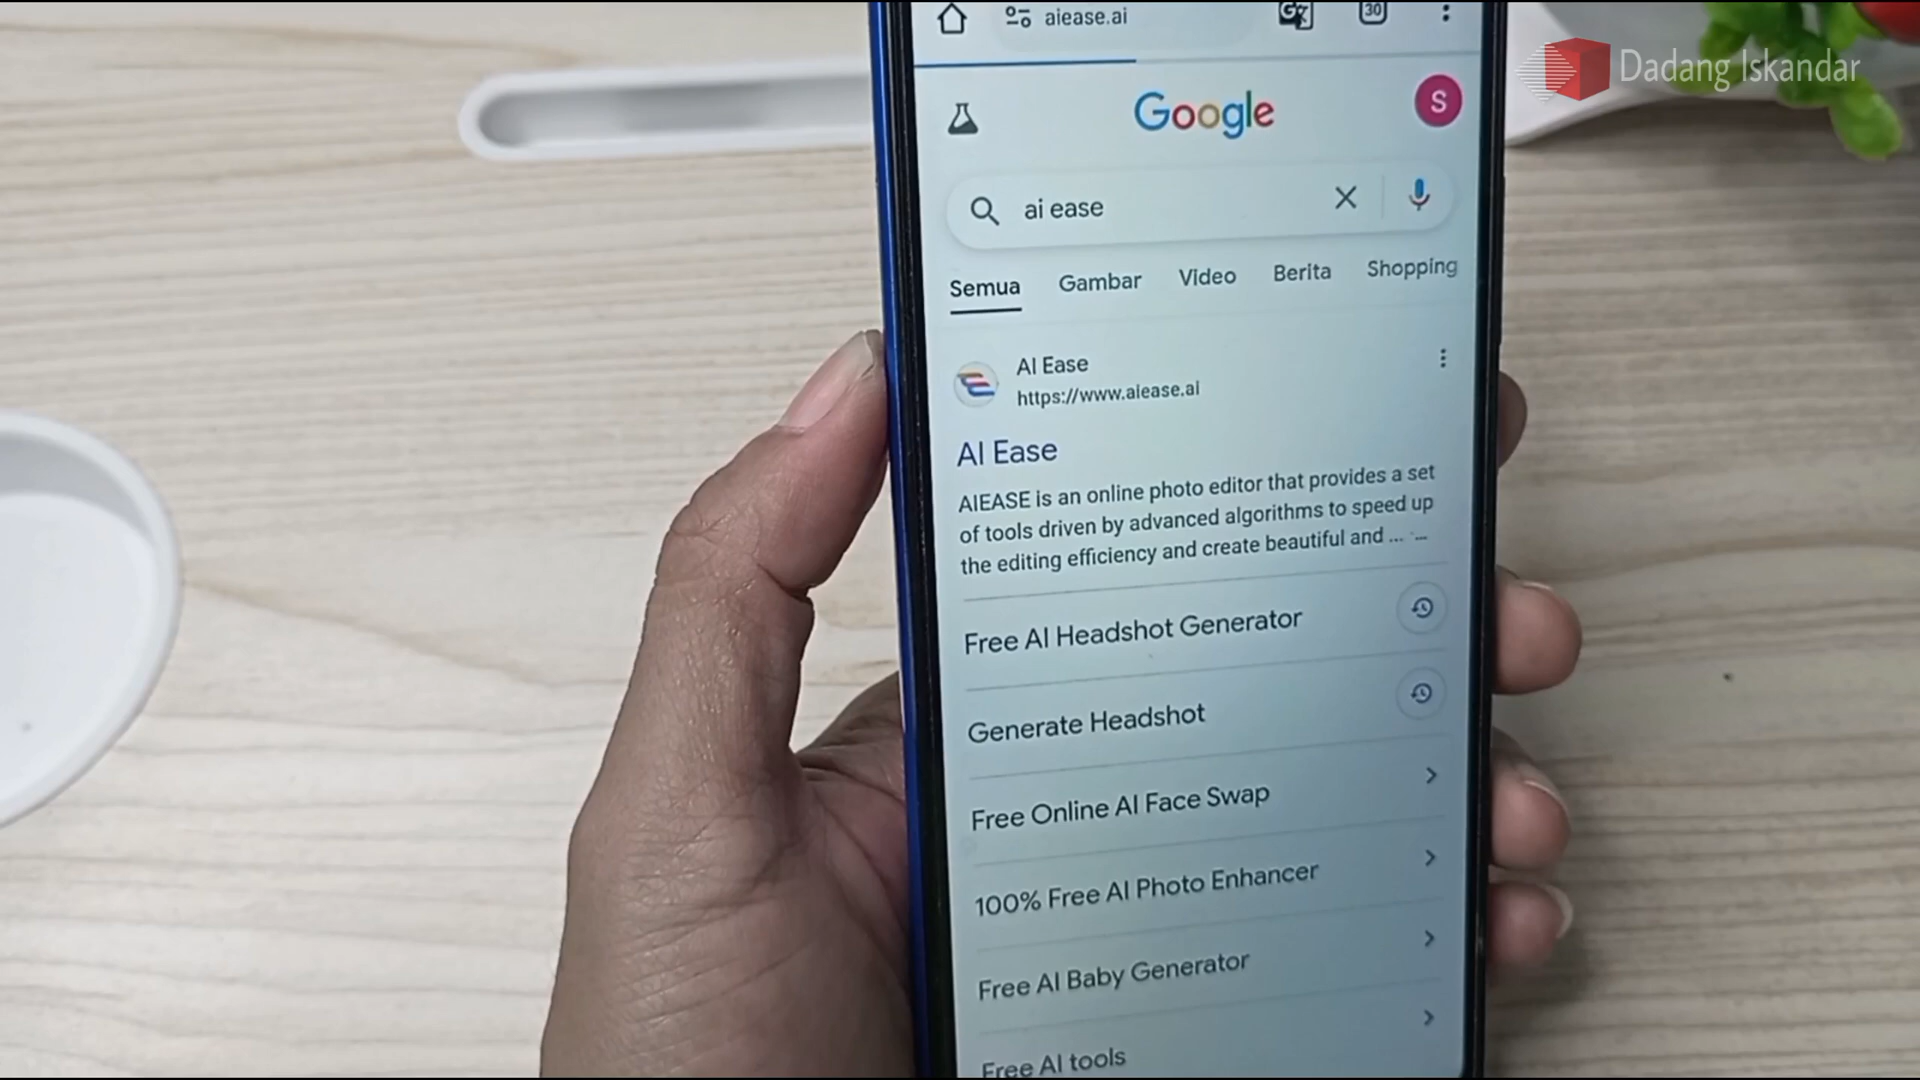 aiease.ai
30
Dadang Iskandar
Google
S
ai ease
Semua Gambar Video Berita Shopping
AI Ease
https://www.aiease.ai
AI Ease
AIEASE is an online photo editor that provides a set
of tools driven by advanced algorithms to speed up
the editing efficiency and create beautiful and ... ...
Free AI Headshot Generator
Generate Headshot
Free Online AI Face Swap
100% Free AI Photo Enhancer
Free AI Baby Generator
Free AI tools